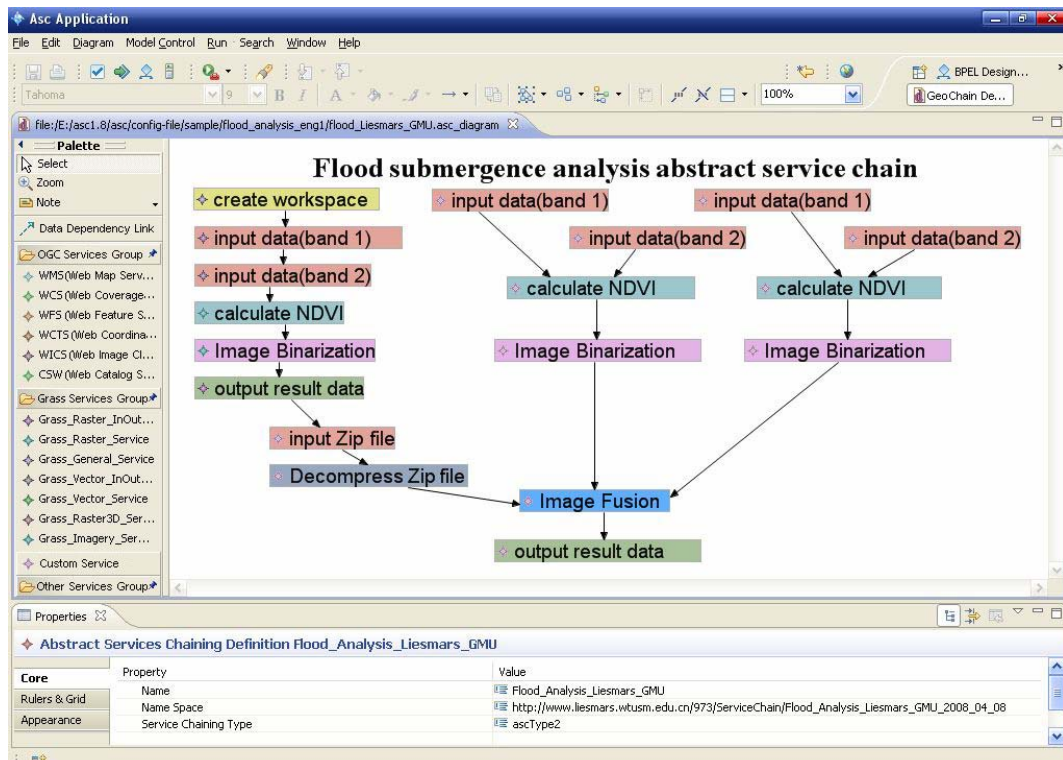 Asc Application
File Edit Diagram Model Control Run Search Window Help
Tahoma 9 B I A 100% BPEL Design...
GeoChain De...
file:/E:/asc1.8/asc/config-file/sample/flood_analysis_eng1/flood_Liesmars_GMU.asc_diagram
Palette
Select
Zoom
Note
Data Dependency Link
OGC Services Group
WMS(Web Map Serv...
WCS(Web Coverage...
WFS(Web Feature S...
WCTS(Web Coordina...
WICS(Web Image Cl...
CSW(Web Catalog S...
Grass Services Group
Grass_Raster_InOut...
Grass_Raster_Service
Grass_General_Service
Grass_Vector_InOut...
Grass_Vector_Service
Grass_Raster3D_Ser...
Grass_Imagery_Ser...
Custom Service
Other Services Group
Flood submergence analysis abstract service chain
create workspace
input data(band 1)
input data(band 2)
calculate NDVI
Image Binarization
output result data
input Zip file
Decompress Zip file
input data(band 1)
input data(band 2)
calculate NDVI
Image Binarization
input data(band 1)
input data(band 2)
calculate NDVI
Image Binarization
Image Fusion
output result data
Properties
Abstract Services Chaining Definition Flood_Analysis_Liesmars_GMU
Core
Rulers & Grid
Appearance
Property Value
Name Flood_Analysis_Liesmars_GMU
Name Space http://www.liesmars.wtusm.edu.cn/973/ServiceChain/Flood_Analysis_Liesmars_GMU_2008_04_08
Service Chaining Type ascType2